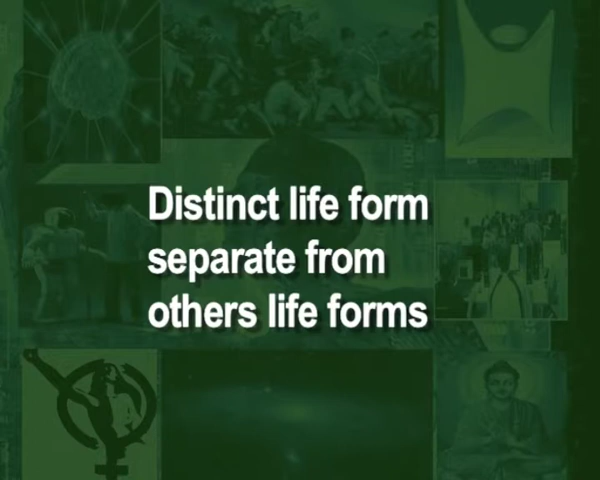 Distinct life form
separate from
others life forms